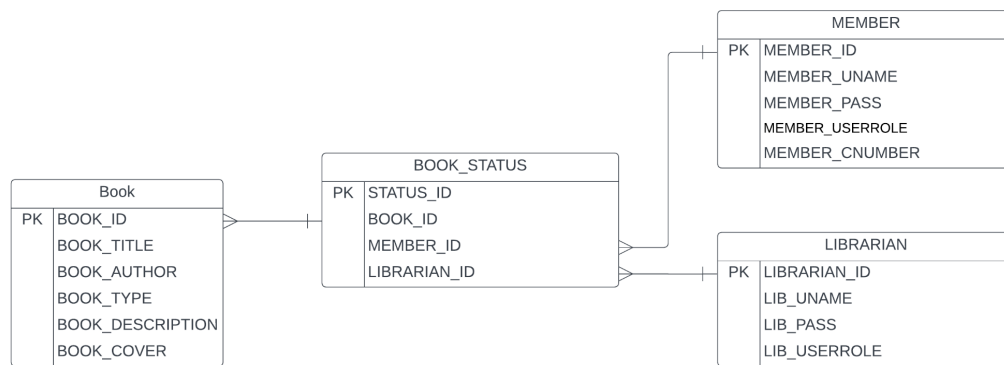 Book
PK BOOK_ID
BOOK_TITLE
BOOK_AUTHOR
BOOK_TYPE
BOOK_DESCRIPTION
BOOK_COVER
BOOK_STATUS
PK STATUS_ID
BOOK_ID
MEMBER_ID
LIBRARIAN_ID
MEMBER
PK MEMBER_ID
MEMBER_UNAME
MEMBER_PASS
MEMBER_USERROLE
MEMBER_CNUMBER
LIBRARIAN
PK LIBRARIAN_ID
LIB_UNAME
LIB_PASS
LIB_USERROLE